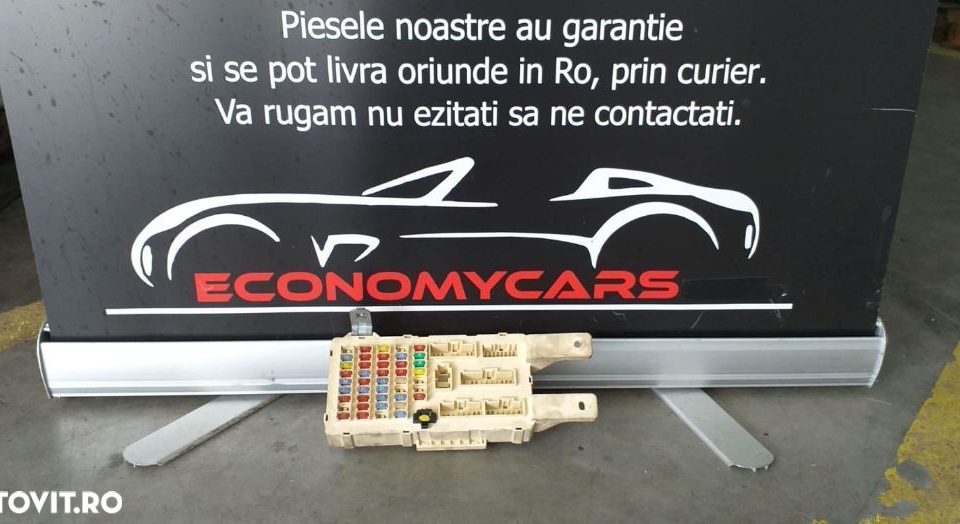 Piesele noastre au garantie
si se pot livra oriunde in Ro, prin curier.
Va rugam nu ezitati sa ne contactati.
ECONOMYCARS
TOVIT.RO